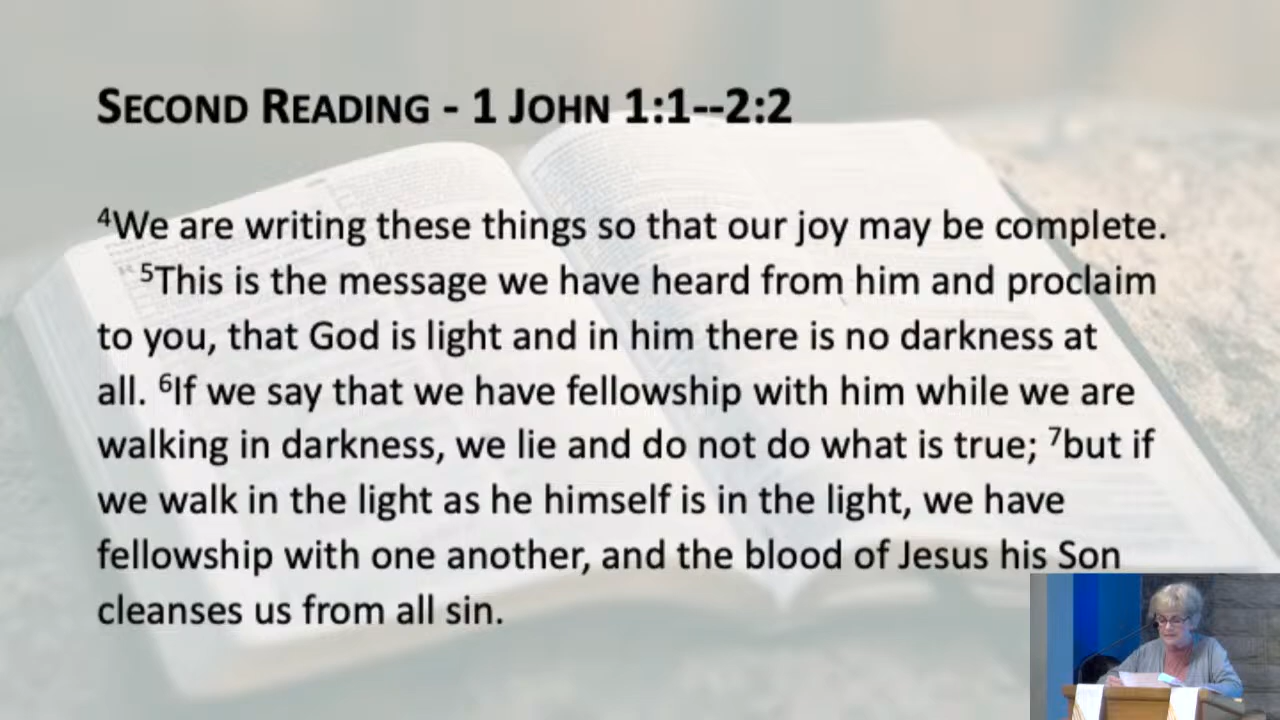 SECOND READING - 1 JOHN 1:1--2:2
⁴We are writing these things so that our joy may be complete.
⁵This is the message we have heard from him and proclaim
to you, that God is light and in him there is no darkness at
all. ⁶If we say that we have fellowship with him while we are
walking in darkness, we lie and do not do what is true; ⁷but if
we walk in the light as he himself is in the light, we have
fellowship with one another, and the blood of Jesus his Son
cleanses us from all sin.